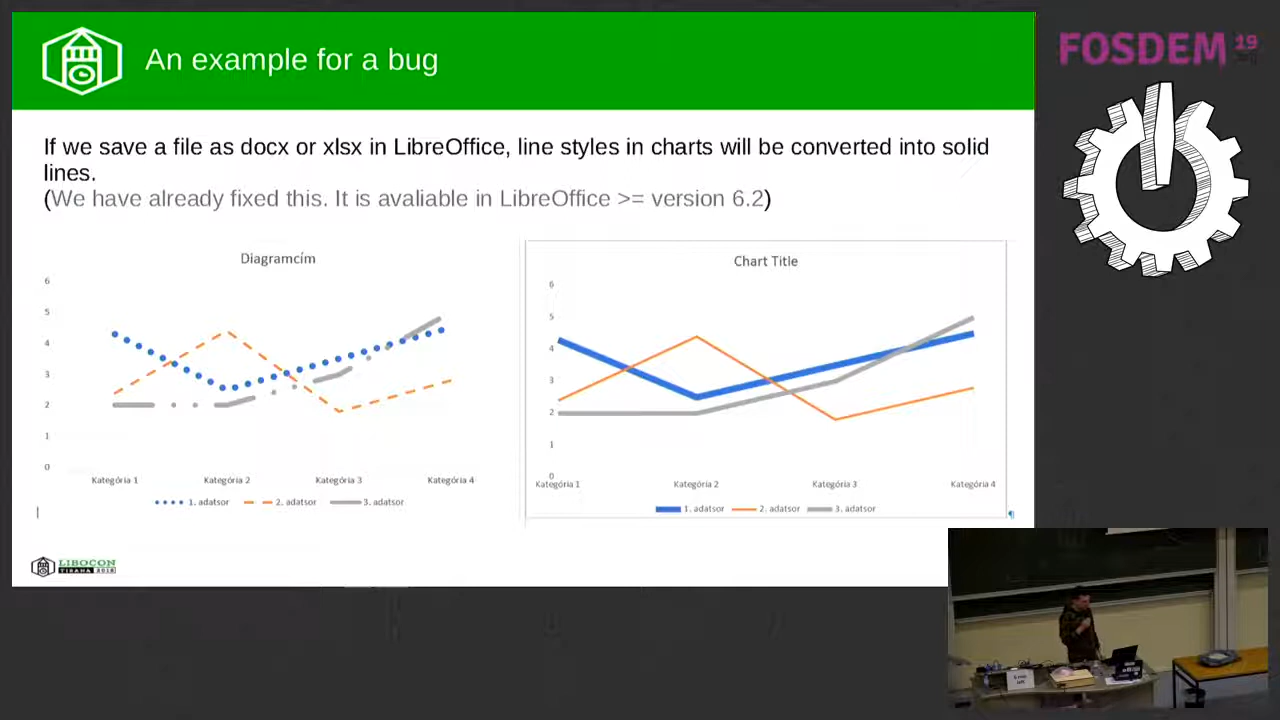 An example for a bug
FOSDEM 19
If we save a file as docx or xlsx in LibreOffice, line styles in charts will be converted into solid
lines.
(We have already fixed this. It is avaliable in LibreOffice >= version 6.2)
Diagramcím
6
5
4
3
2
1
0
Kategória 1 Kategória 2 Kategória 3 Kategória 4
1. adatsor 2. adatsor 3. adatsor
Chart Title
6
5
4
3
2
1
0
Kategória 1 Kategória 2 Kategória 3 Kategória 4
1. adatsor 2. adatsor 3. adatsor
¶
LIBOCON
TIRANA 2018